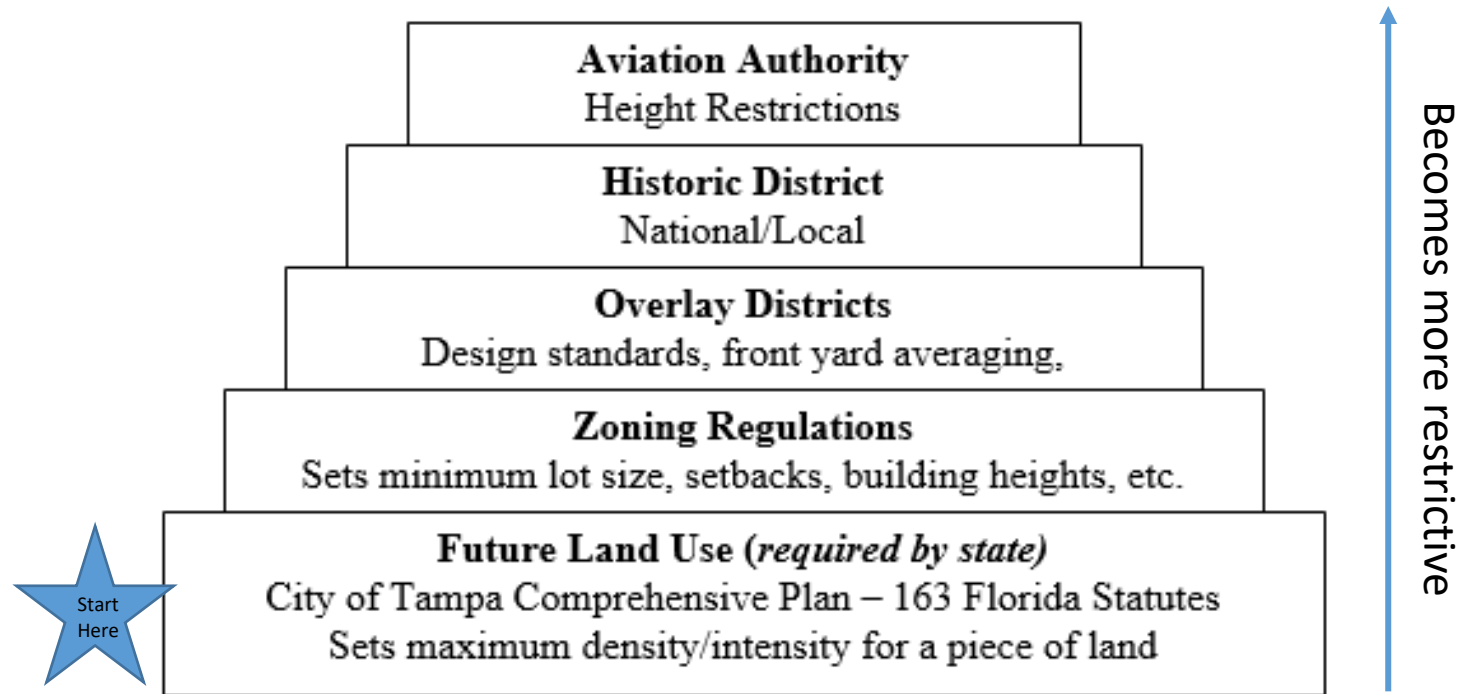 Aviation Authority
Height Restrictions
Historic District
National/Local
Overlay Districts
Design standards, front yard averaging,
Zoning Regulations
Sets minimum lot size, setbacks, building heights, etc.
Future Land Use (required by state)
City of Tampa Comprehensive Plan – 163 Florida Statutes
Sets maximum density/intensity for a piece of land
Start
Here
Becomes more restrictive